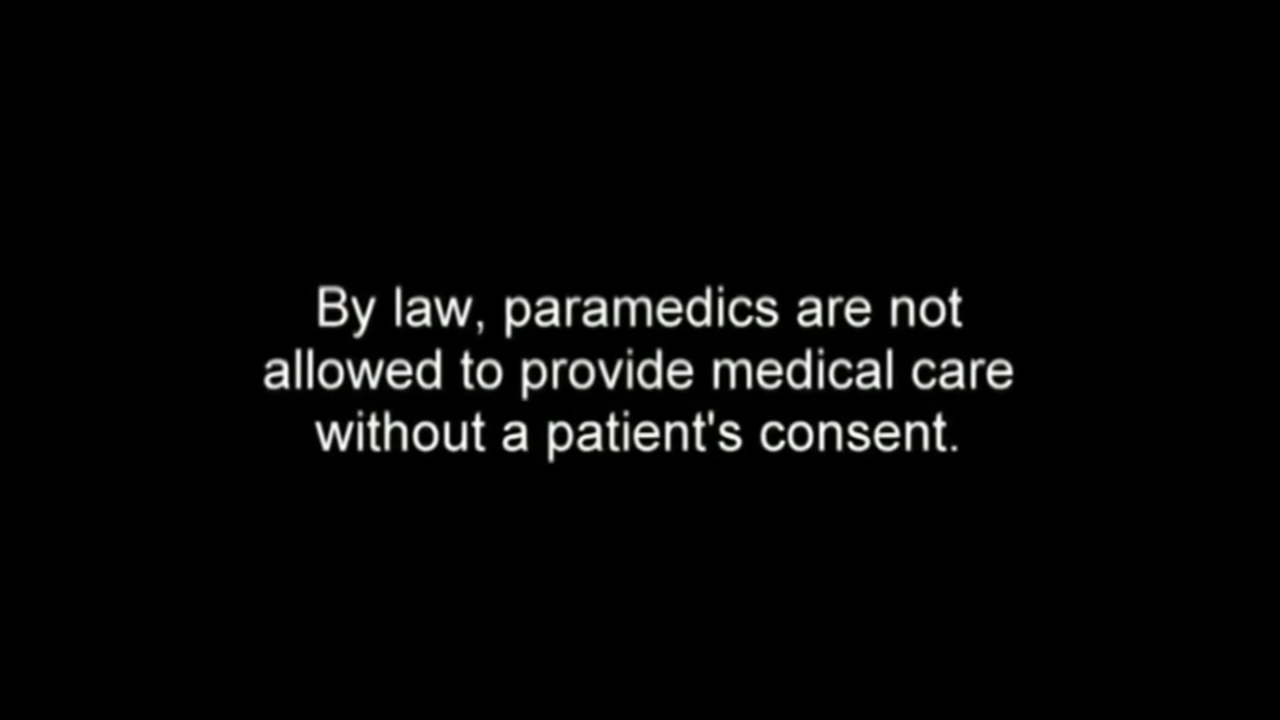 By law, paramedics are not
allowed to provide medical care
without a patient's consent.